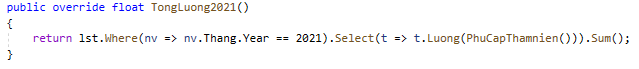 public override float TongLuong2021()
{
return lst.Where(nv => nv.Thang.Year == 2021).Select(t => t.Luong(PhuCapThamnien())).Sum();
}